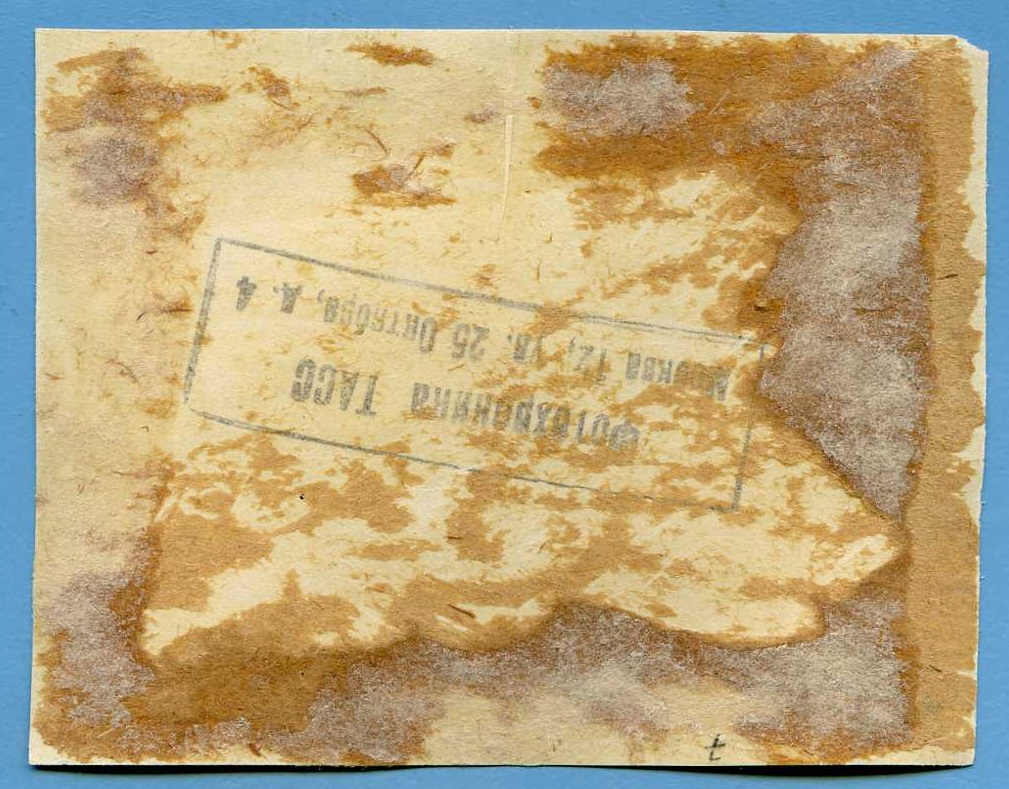 Фотохроника ТАСС
Москва 12, ул. 25 Октября, д. 4
t